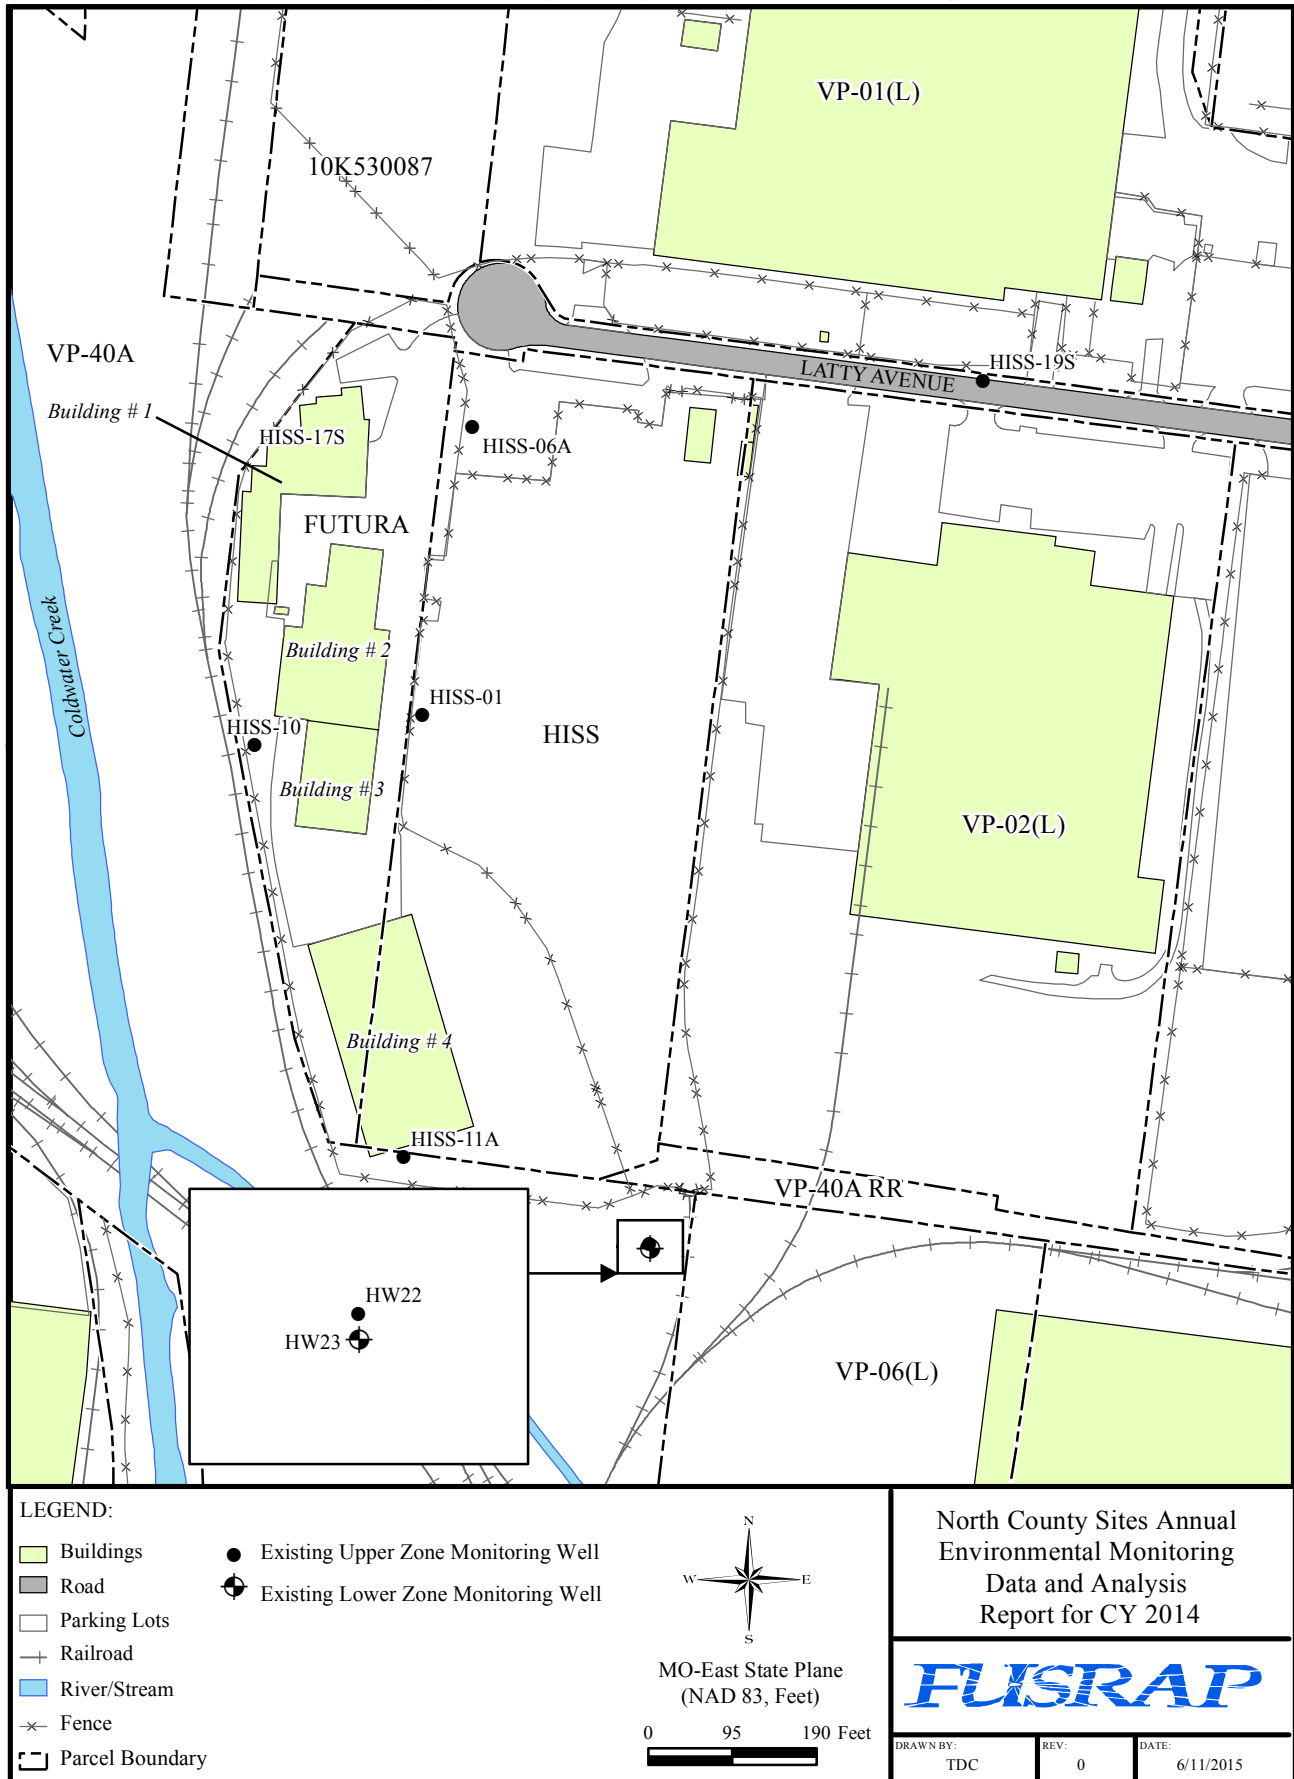 VP-01(L)
10K530087
VP-40A
HISS-19S
LATTY AVENUE
Building # 1
HISS-17S
HISS-06A
FUTURA
Coldwater Creek
Building # 2
HISS-01
HISS-10
HISS
Building # 3
VP-02(L)
Building # 4
HISS-11A
VP-40A RR
HW22
HW23
VP-06(L)
LEGEND:
Buildings
Road
Parking Lots
Railroad
River/Stream
Fence
Parcel Boundary
Existing Upper Zone Monitoring Well
Existing Lower Zone Monitoring Well
N
W E
S
MO-East State Plane
(NAD 83, Feet)
0 95 190 Feet
North County Sites Annual
Environmental Monitoring
Data and Analysis
Report for CY 2014
FUSRAP
DRAWN BY:
TDC
REV:
0
DATE:
6/11/2015